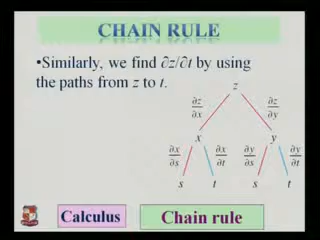 CHAIN RULE
•Similarly, we find ∂z/∂t by using
the paths from z to t.
z
∂z/∂x ∂z/∂y
x y
∂x/∂s ∂x/∂t ∂y/∂s ∂y/∂t
s t s t
Calculus Chain rule